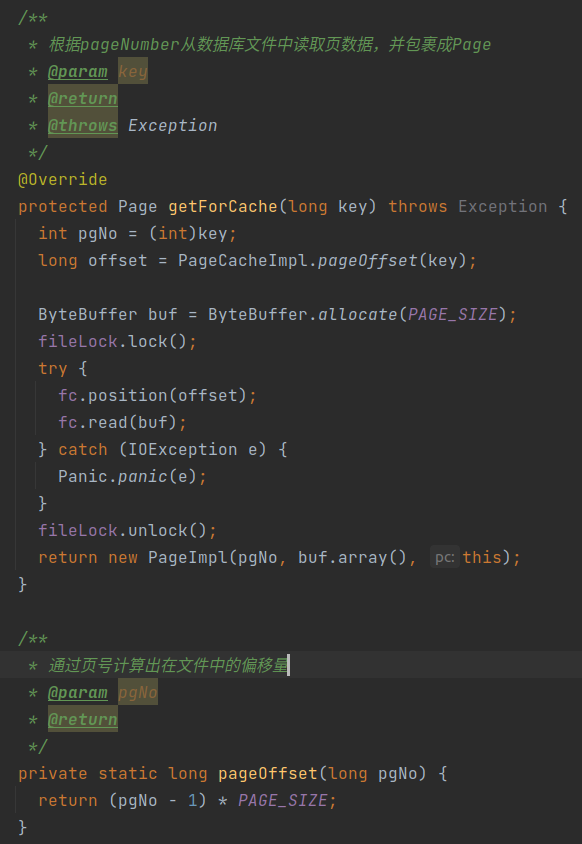 /**
 * 根据pageNumber从数据库文件中读取页数据，并包裹成Page
 * @param key
 * @return
 * @throws Exception
 */
@Override
protected Page getForCache(long key) throws Exception {
  int pgNo = (int)key;
  long offset = PageCacheImpl.pageOffset(key);

  ByteBuffer buf = ByteBuffer.allocate(PAGE_SIZE);
  fileLock.lock();
  try {
    fc.position(offset);
    fc.read(buf);
  } catch (IOException e) {
    Panic.panic(e);
  }
  fileLock.unlock();
  return new PageImpl(pgNo, buf.array(), pc: this);
}

/**
 * 通过页号计算出在文件中的偏移量
 * @param pgNo
 * @return
 */
private static long pageOffset(long pgNo) {
  return (pgNo - 1) * PAGE_SIZE;
}